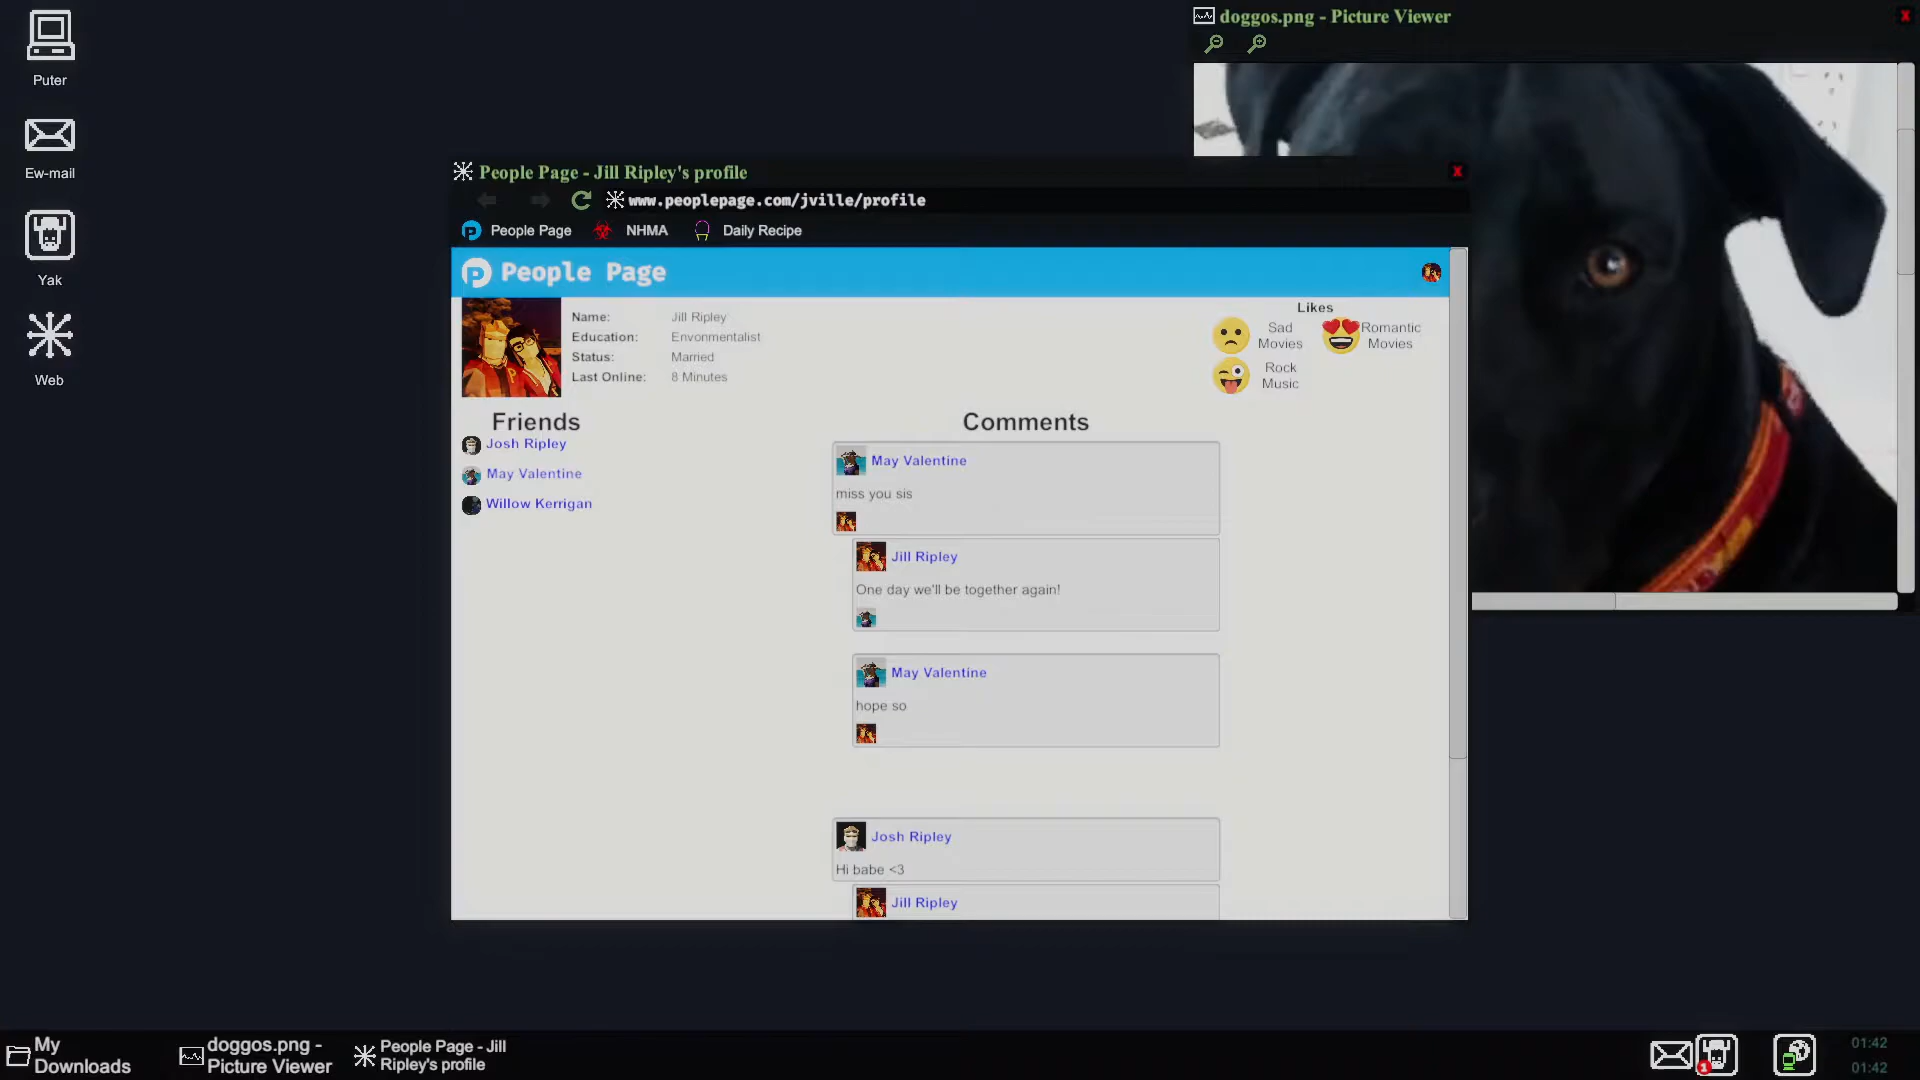 Puter
Ew-mail
Yak
Web
doggos.png - Picture Viewer
x
People Page - Jill Ripley's profile
x
www.peoplepage.com/jville/profile
People Page
NHMA
Daily Recipe
People Page
Name: Jill Ripley
Education: Envonmentalist
Status: Married
Last Online: 8 Minutes
Likes
Sad Movies
Romantic Movies
Rock Music
Friends
Josh Ripley
May Valentine
Willow Kerrigan
Comments
May Valentine
miss you sis
Jill Ripley
One day we'll be together again!
May Valentine
hope so
Josh Ripley
Hi babe <3
Jill Ripley
My Downloads
doggos.png - Picture Viewer
People Page - Jill Ripley's profile
1
01:42
01:42